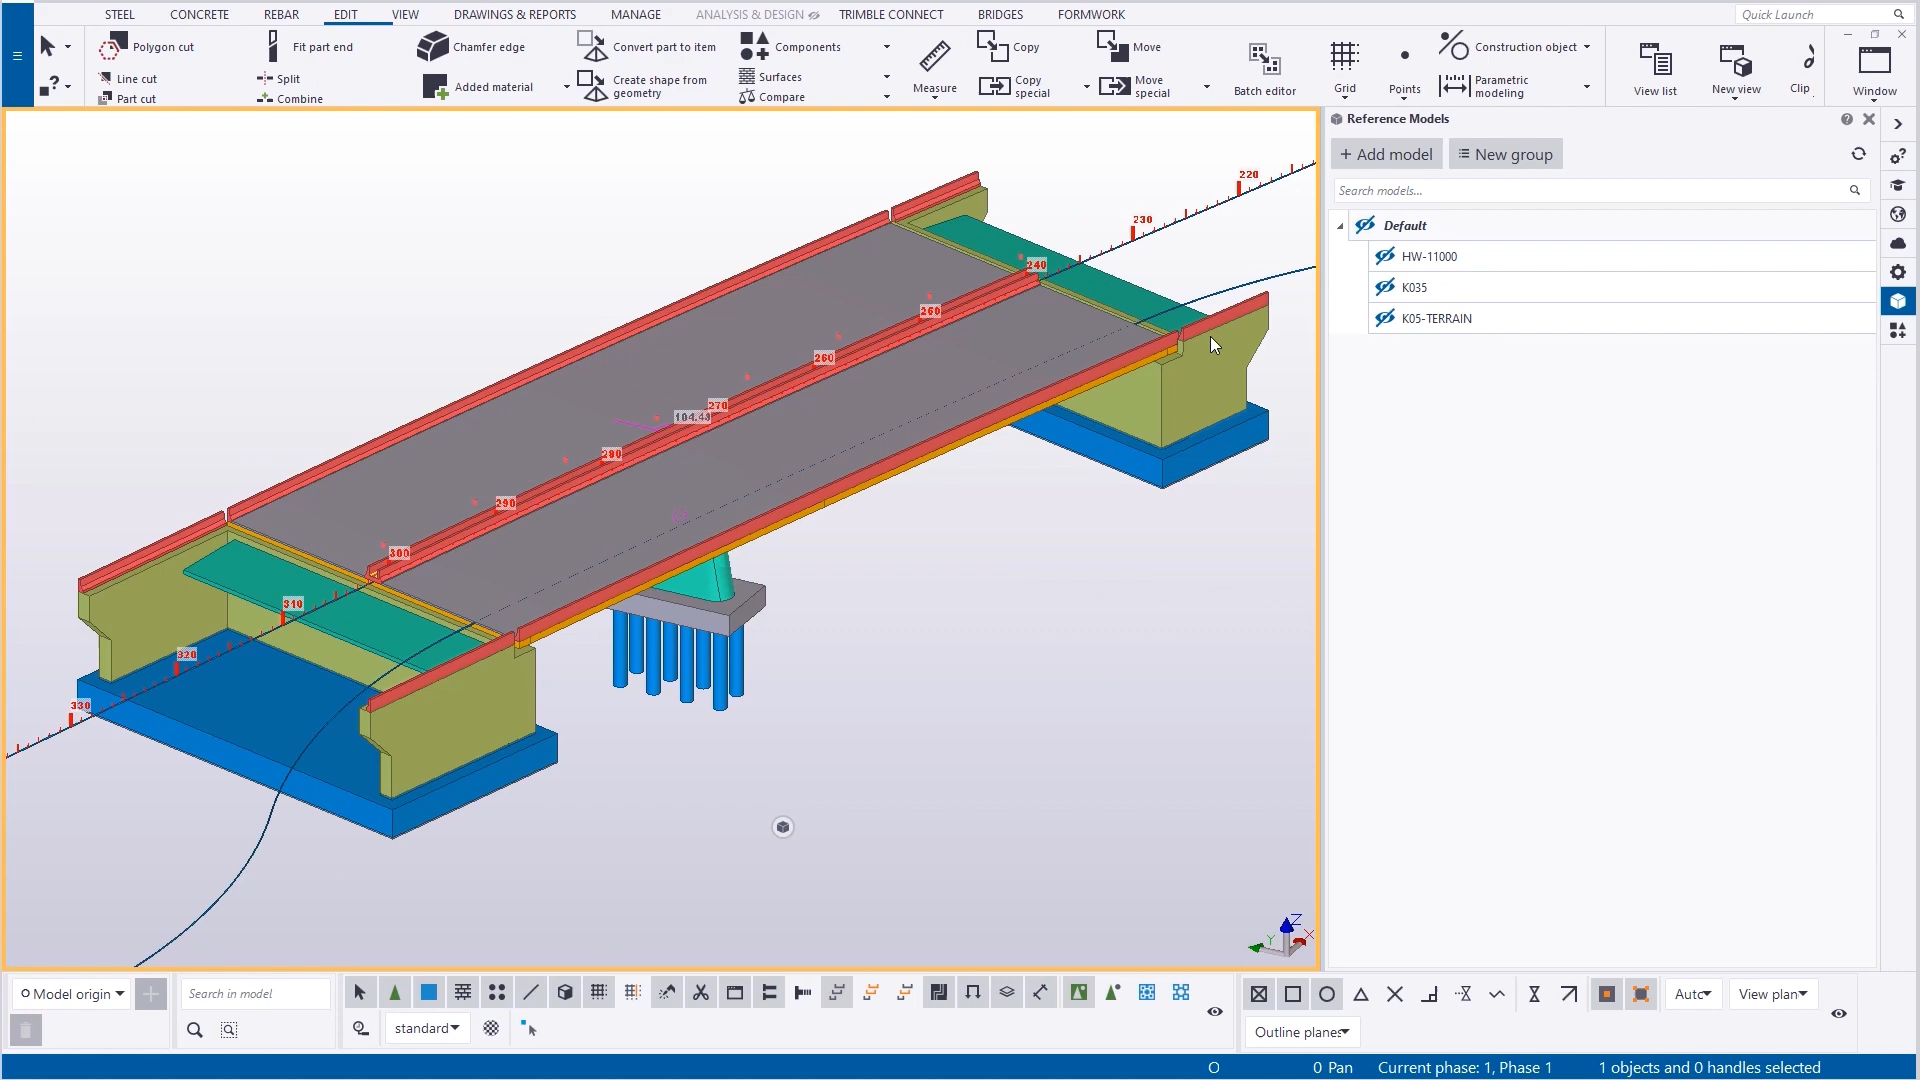 STEEL CONCRETE REBAR EDIT VIEW DRAWINGS & REPORTS MANAGE ANALYSIS & DESIGN TRIMBLE CONNECT BRIDGES FORMWORK Quick Launch
Polygon cut
Line cut
Part cut
Fit part end
Split
Combine
Chamfer edge
Added material
Convert part to item
Create shape from
geometry
Components
Surfaces
Compare
Measure
Copy
Copy
special
Move
Move
special
Batch editor
Grid
Points
Construction object
Parametric
modeling
View list
New view
Clip
Window
Reference Models
+ Add model
New group
Search models...
Default
HW-11000
K035
K05-TERRAIN
220
230
240
260
260
270
104.43
280
290
300
310
320
330
Z
Y
X
Model origin
Search in model
standard
Auto
View plan
Outline planes
O
0 Pan Current phase: 1, Phase 1 1 objects and 0 handles selected